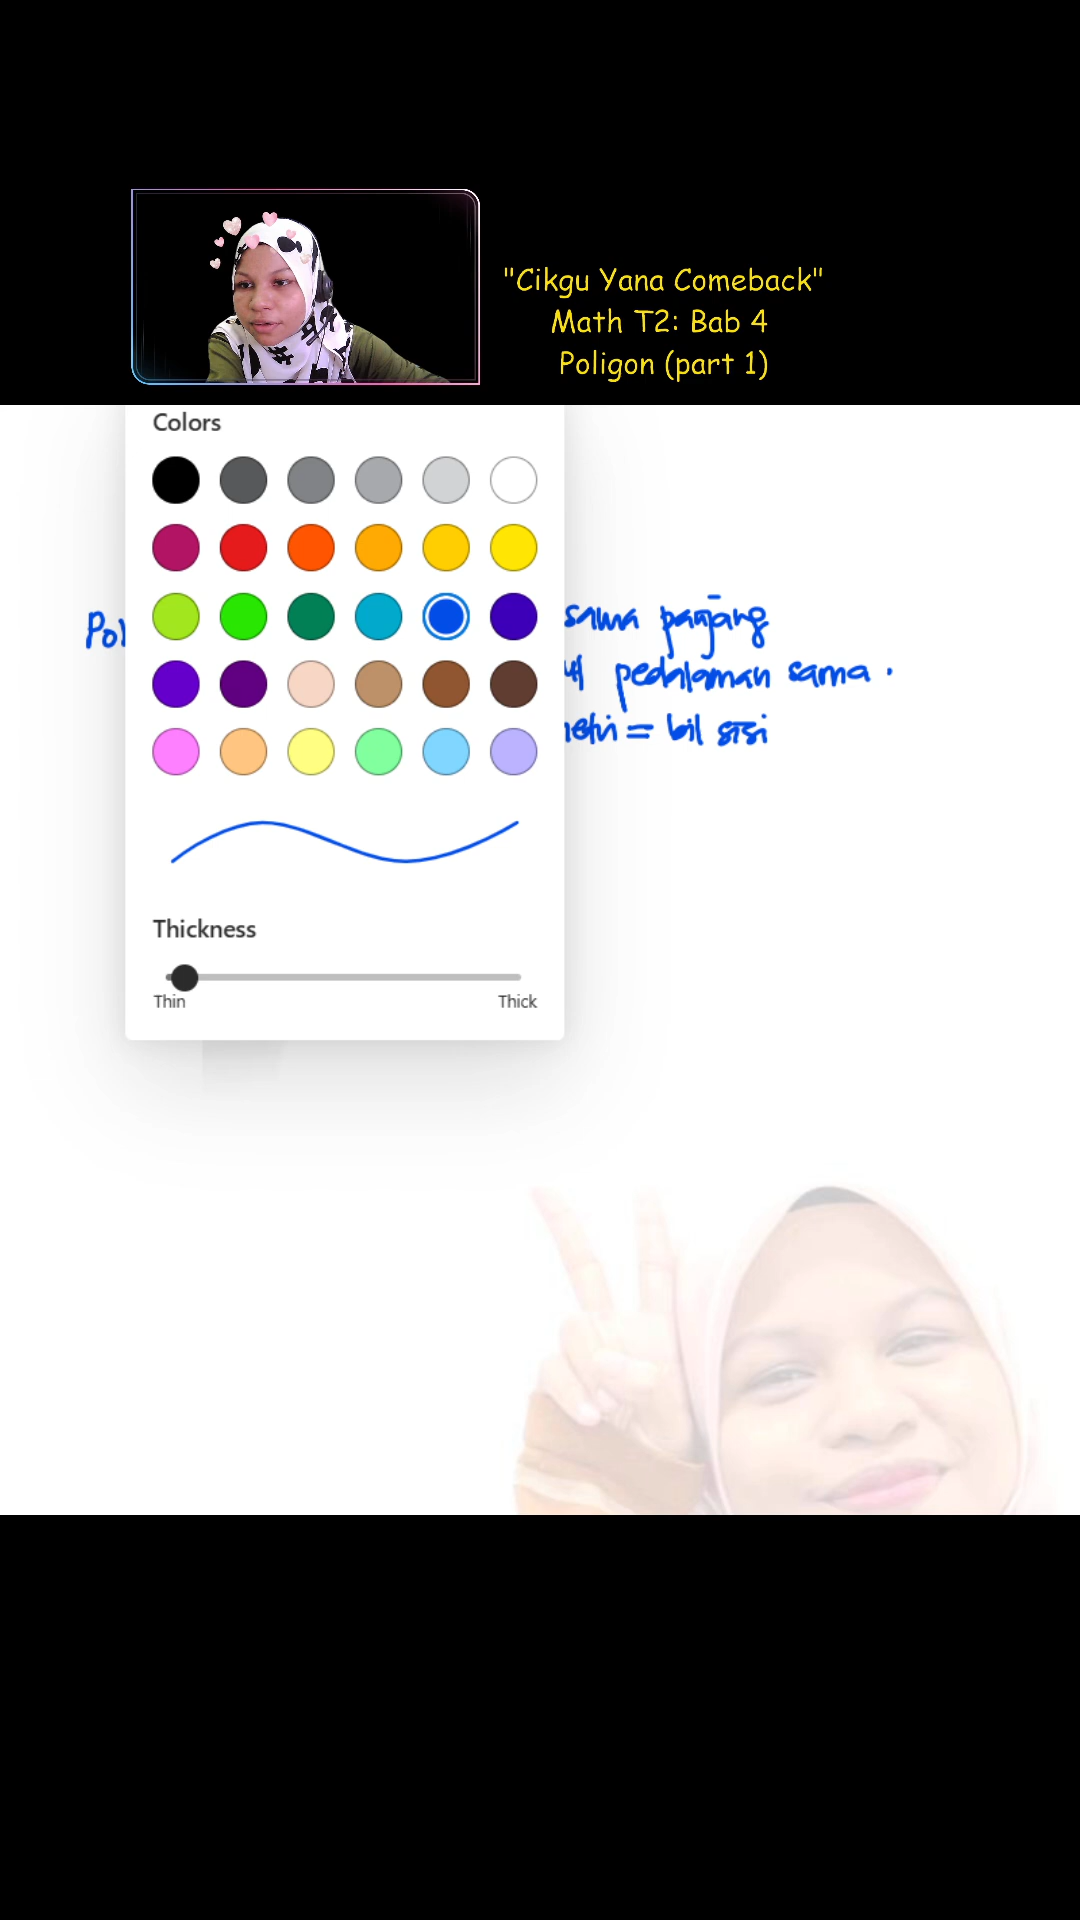 "Cikgu Yana Comeback"
Math T2: Bab 4
Poligon (part 1)
Colors
sama panjang
pedalaman sama.
= bil sisi
Thickness
Thin Thick